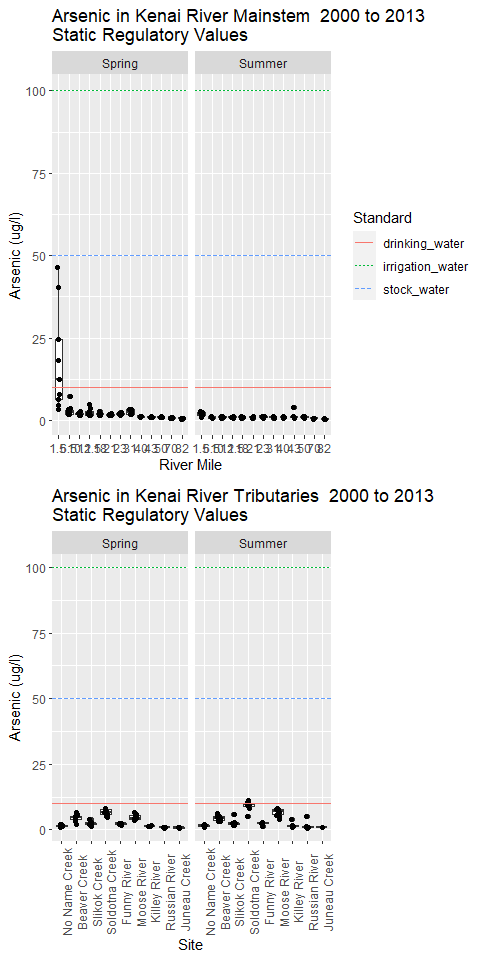 Arsenic in Kenai River Mainstem  2000 to 2013
Static Regulatory Values
Spring
Summer
100
75
50
25
0
Arsenic (ug/l)
River Mile
Standard
drinking_water
irrigation_water
stock_water
Arsenic in Kenai River Tributaries  2000 to 2013
Static Regulatory Values
Spring
Summer
100
75
50
25
0
Arsenic (ug/l)
No Name Creek
Beaver Creek
Slikok Creek
Soldotna Creek
Funny River
Moose River
Killey River
Russian River
Juneau Creek
No Name Creek
Beaver Creek
Slikok Creek
Soldotna Creek
Funny River
Moose River
Killey River
Russian River
Juneau Creek
Site